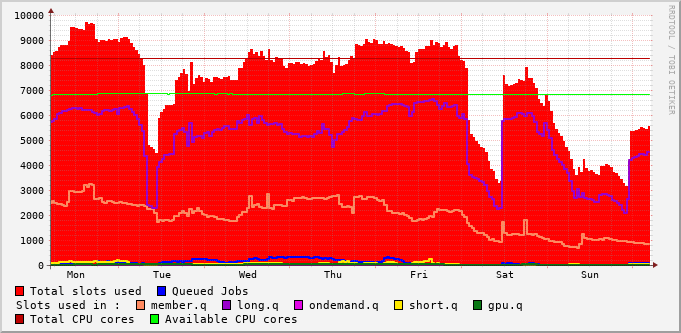 10000
9000
8000
7000
6000
5000
4000
3000
2000
1000
0
Mon Tue Wed Thu Fri Sat Sun
Total slots used Queued Jobs
Slots used in : member.q long.q ondemand.q short.q gpu.q
Total CPU cores Available CPU cores
RRDTOOL / TOBI OETIKER